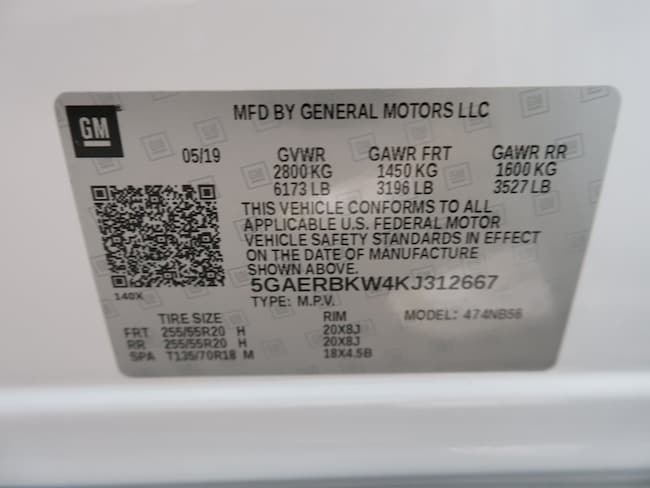 GM
MFD BY GENERAL MOTORS LLC
05/19 GVWR GAWR FRT GAWR RR
2800 KG 1450 KG 1600 KG
6173 LB 3196 LB 3527 LB
THIS VEHICLE CONFORMS TO ALL
APPLICABLE U.S. FEDERAL MOTOR
VEHICLE SAFETY STANDARDS IN EFFECT
ON THE DATE OF MANUFACTURE
SHOWN ABOVE.
5GAERBKW4KJ312667
140X
TYPE: M.P.V. MODEL: 474NB56
TIRE SIZE RIM
FRT 255/55R20 H 20X8J
RR 255/55R20 H 20X8J
SPA T135/70R18 M 18X4.5B